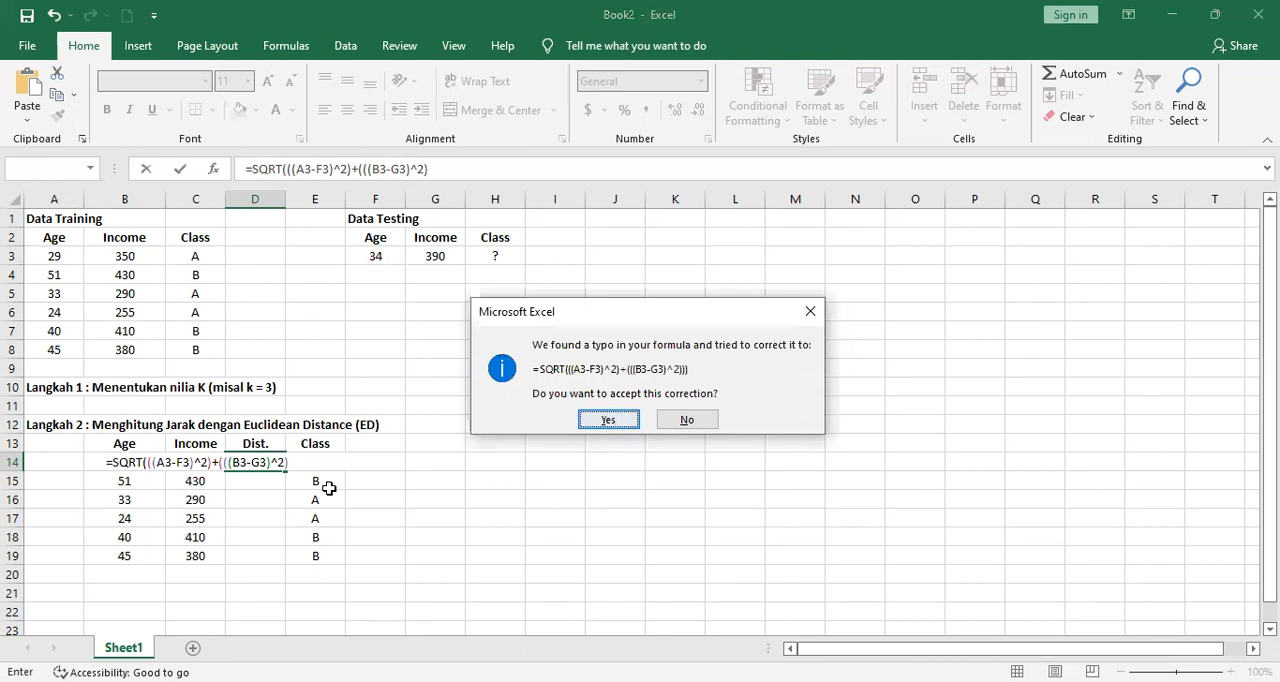 Book2 - Excel
Sign in
File Home Insert Page Layout Formulas Data Review View Help Tell me what you want to do Share
Paste
Clipboard
11
B I U
Font
Wrap Text
Merge & Center
Alignment
General
$ % ,
Number
Conditional Formatting
Format as Table
Cell Styles
Styles
Insert Delete Format
Cells
AutoSum
Fill
Clear
Sort & Filter
Find & Select
Editing
=SQRT(((A3-F3)^2)+(((B3-G3)^2)
A B C D E F G H I J K L M N O P Q R S T
1 Data Training Data Testing
2 Age Income Class Age Income Class
3 29 350 A 34 390 ?
4 51 430 B
5 33 290 A
6 24 255 A
7 40 410 B
8 45 380 B
9
10 Langkah 1 : Menentukan nilia K (misal k = 3)
11
12 Langkah 2 : Menghitung Jarak dengan Euclidean Distance (ED)
13 Age Income Dist. Class
14 =SQRT(((A3-F3)^2)+(((B3-G3)^2)
15 51 430 B
16 33 290 A
17 24 255 A
18 40 410 B
19 45 380 B
20
21
22
23
Microsoft Excel
We found a typo in your formula and tried to correct it to:
=SQRT(((A3-F3)^2)+(((B3-G3)^2)))
Do you want to accept this correction?
Yes No
Sheet1
Enter Accessibility: Good to go 100%